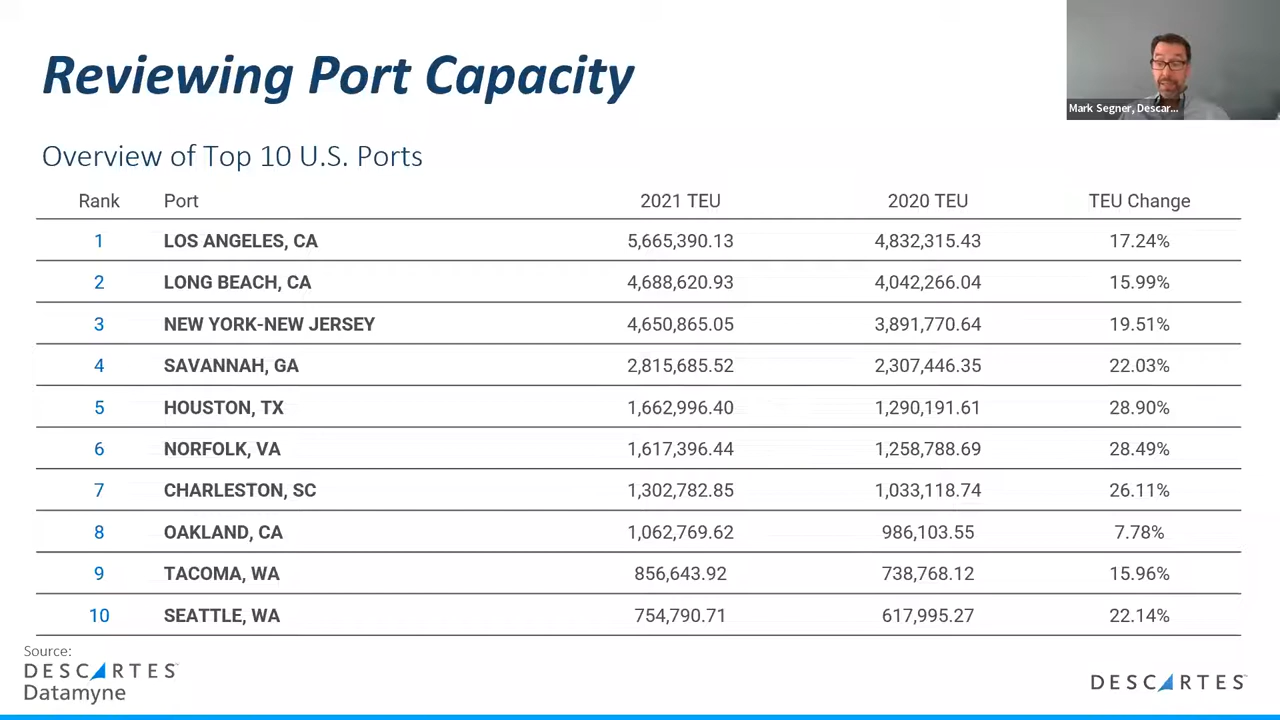 Reviewing Port Capacity
Mark Segner, Descar...
Overview of Top 10 U.S. Ports
Rank Port 2021 TEU 2020 TEU TEU Change
1 LOS ANGELES, CA 5,665,390.13 4,832,315.43 17.24%
2 LONG BEACH, CA 4,688,620.93 4,042,266.04 15.99%
3 NEW YORK-NEW JERSEY 4,650,865.05 3,891,770.64 19.51%
4 SAVANNAH, GA 2,815,685.52 2,307,446.35 22.03%
5 HOUSTON, TX 1,662,996.40 1,290,191.61 28.90%
6 NORFOLK, VA 1,617,396.44 1,258,788.69 28.49%
7 CHARLESTON, SC 1,302,782.85 1,033,118.74 26.11%
8 OAKLAND, CA 1,062,769.62 986,103.55 7.78%
9 TACOMA, WA 856,643.92 738,768.12 15.96%
10 SEATTLE, WA 754,790.71 617,995.27 22.14%
Source:
DESCARTES™
Datamyne
DESCARTES™